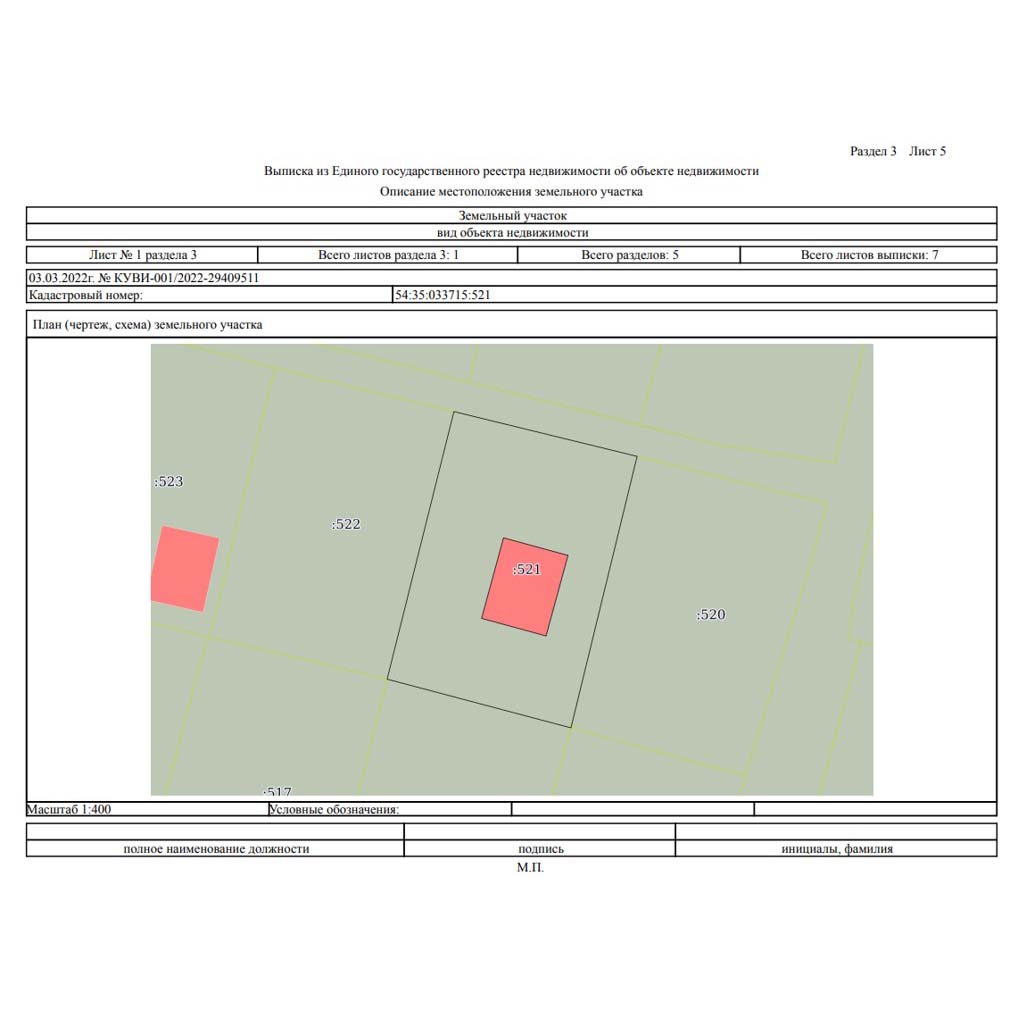 Раздел 3 Лист 5
Выписка из Единого государственного реестра недвижимости об объекте недвижимости
Описание местоположения земельного участка
Земельный участок
вид объекта недвижимости
Лист № 1 раздела 3 Всего листов раздела 3: 1 Всего разделов: 5 Всего листов выписки: 7
03.03.2022г. № КУВИ-001/2022-29409511
Кадастровый номер: 54:35:033715:521
План (чертеж, схема) земельного участка
:523
:522
:521
:520
:517
Масштаб 1:400 Условные обозначения:
полное наименование должности подпись инициалы, фамилия
М.П.